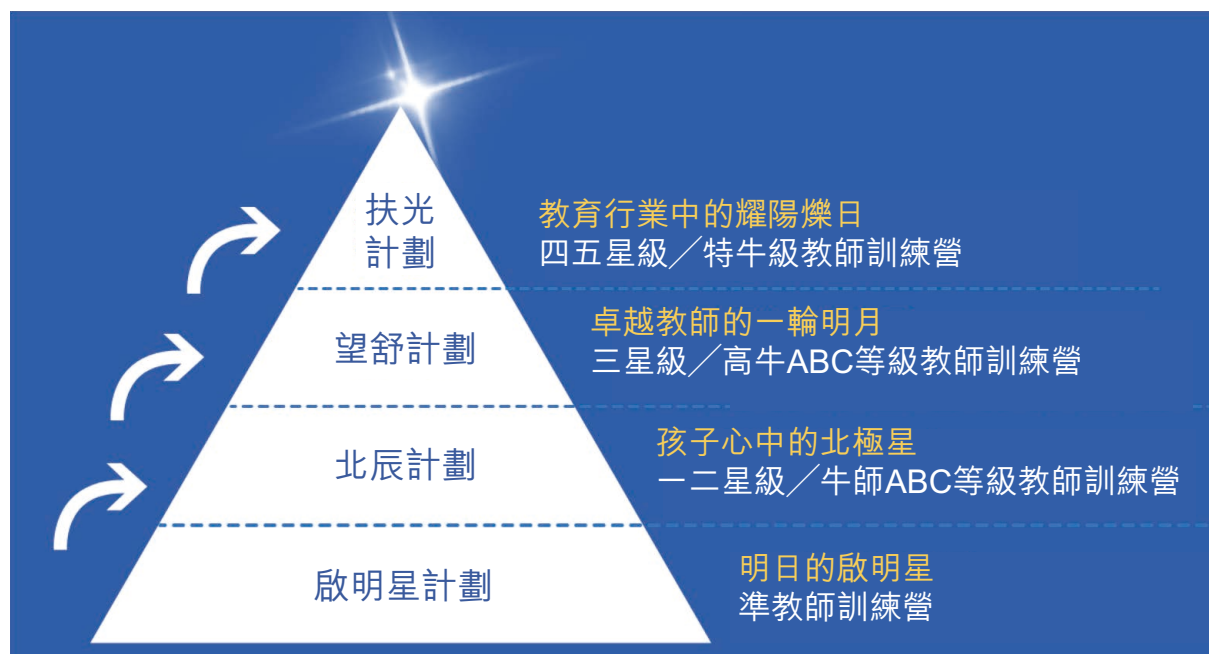 扶光
計劃
教育行業中的耀陽爍日
四五星級╱特牛級教師訓練營
望舒計劃
卓越教師的一輪明月
三星級╱高牛ABC等級教師訓練營
北辰計劃
孩子心中的北極星
一二星級╱牛師ABC等級教師訓練營
啟明星計劃
明日的啟明星
準教師訓練營